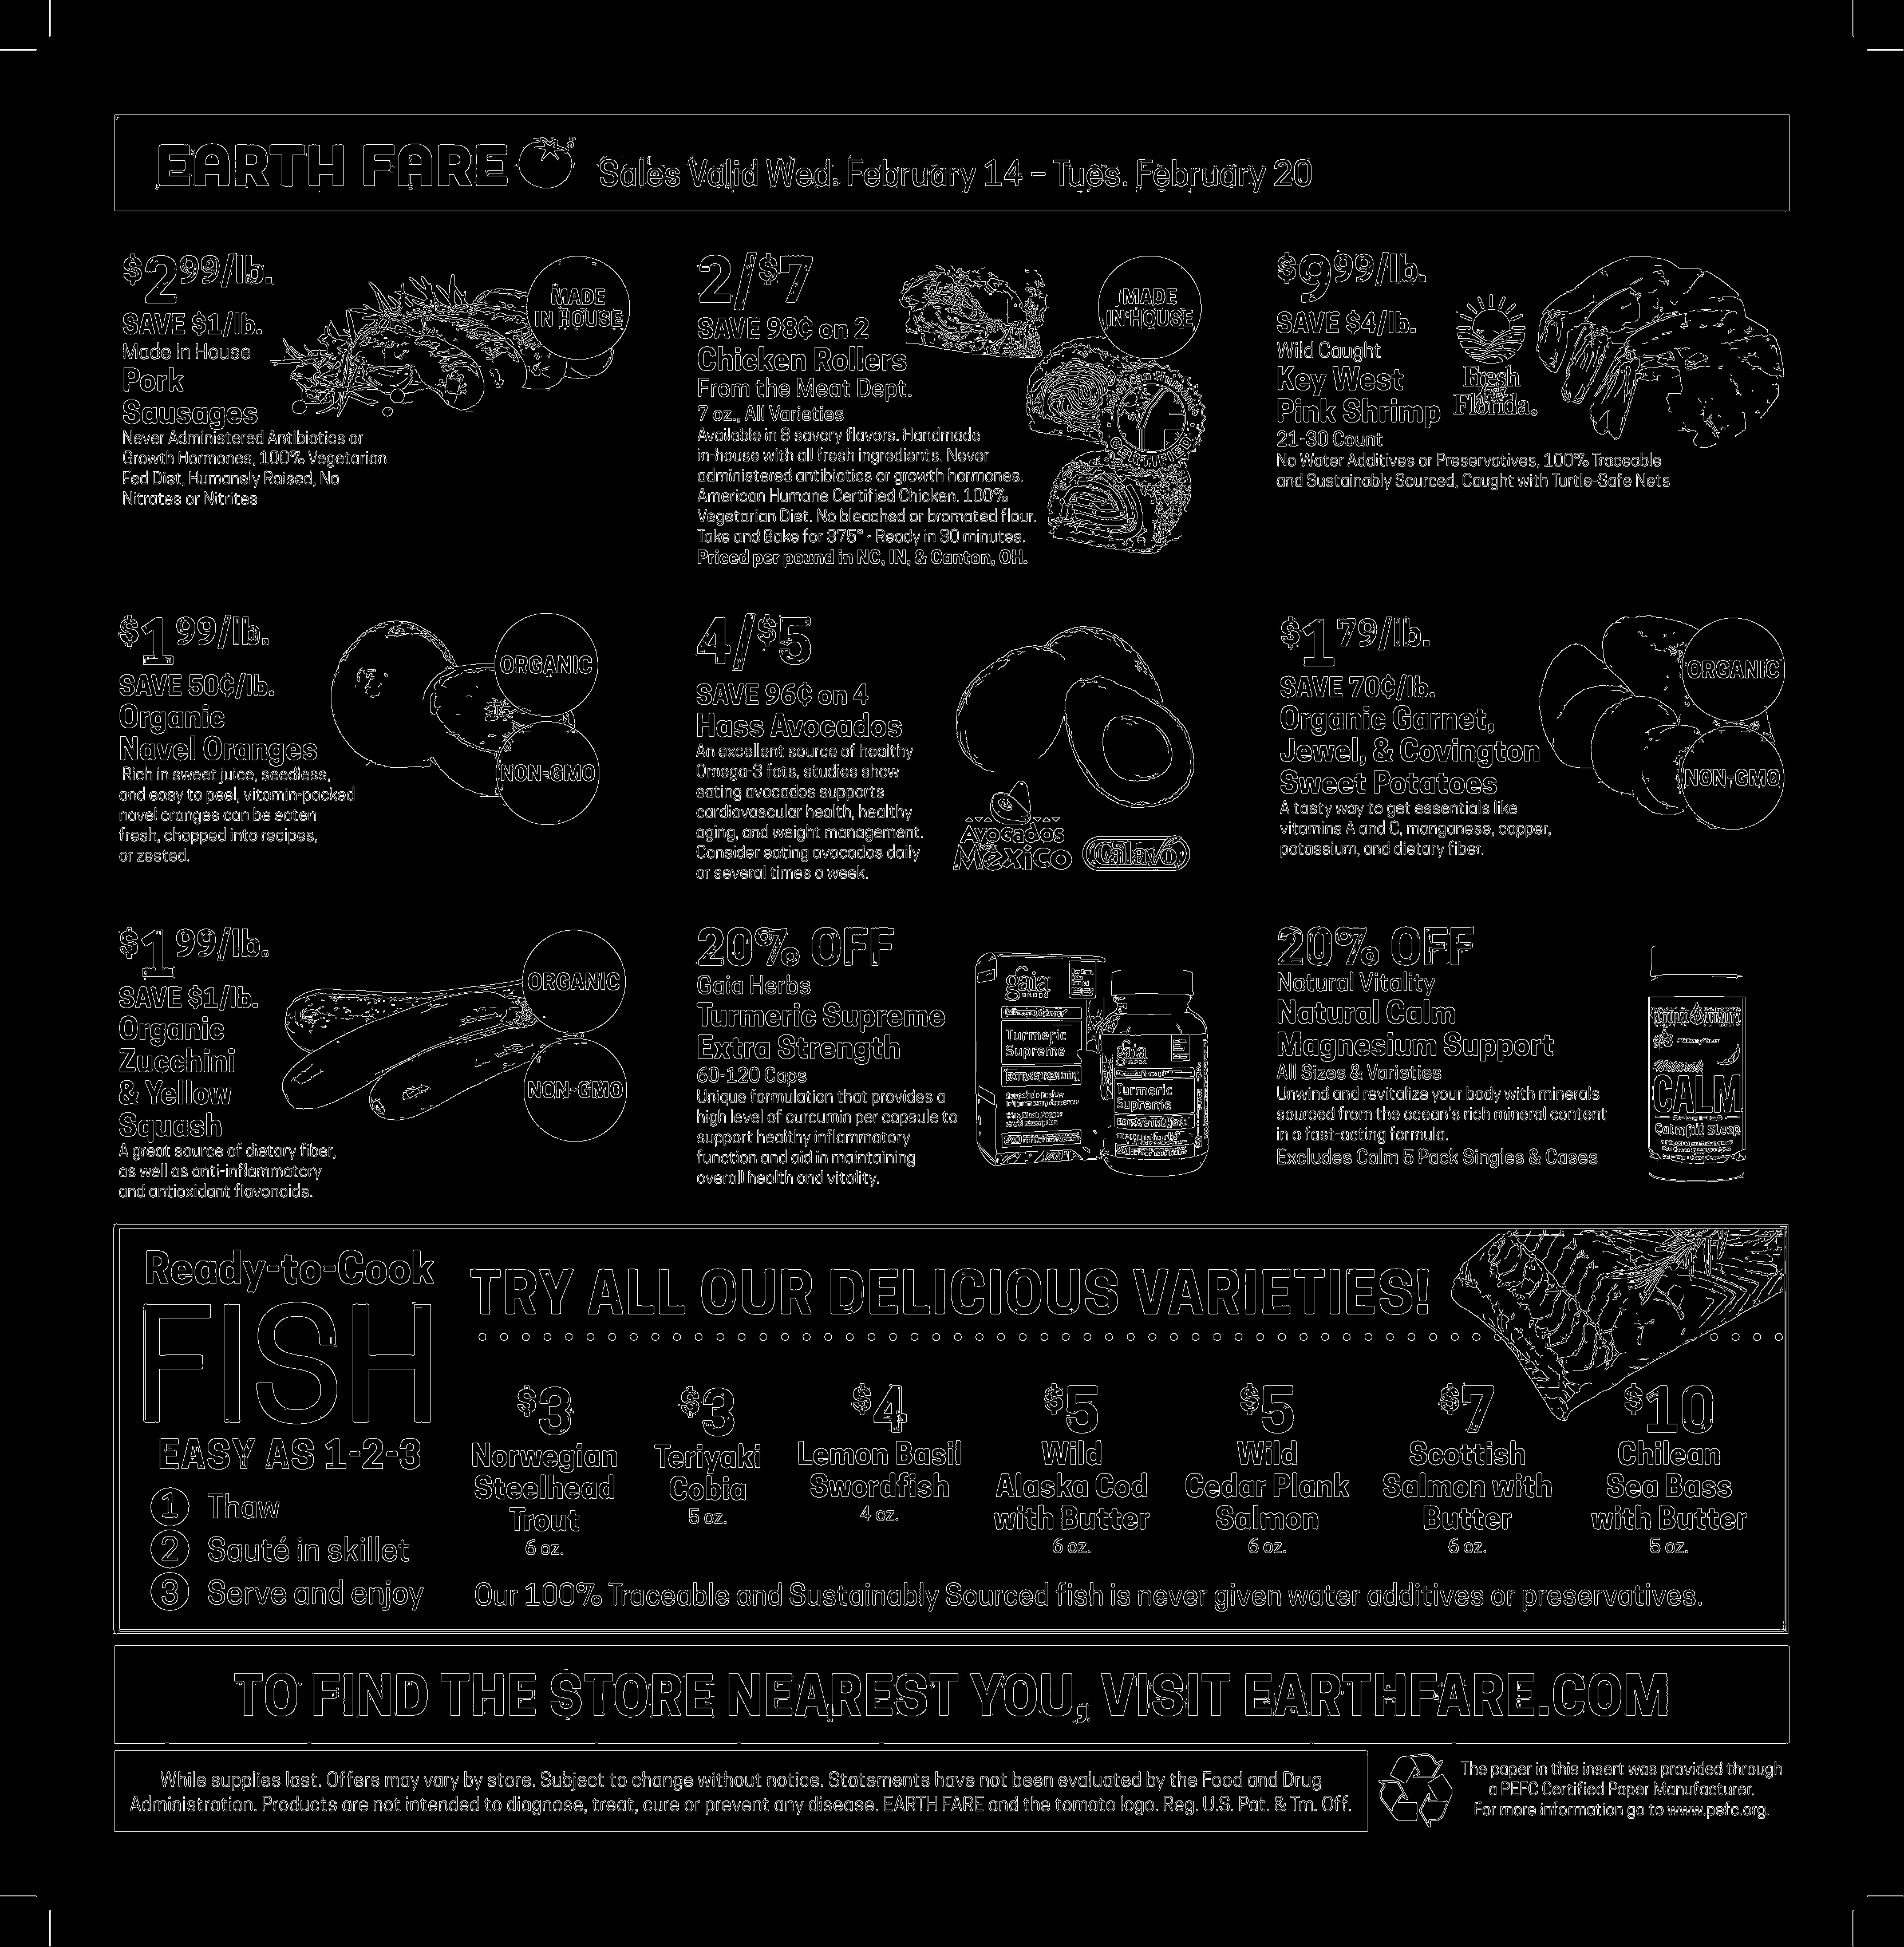 EARTH FARE Sales Valid Wed. February 14 – Tues. February 20
$2 99/lb.
SAVE $1/lb.
Made In House
Pork
Sausages
Never Administered Antibiotics or
Growth Hormones, 100% Vegetarian
Fed Diet, Humanely Raised, No
Nitrates or Nitrites
MADE
IN HOUSE
2/$7
SAVE 98¢ on 2
Chicken Rollers
From the Meat Dept.
7 oz., All Varieties
Available in 8 savory flavors. Handmade
in-house with all fresh ingredients. Never
administered antibiotics or growth hormones.
American Humane Certified Chicken. 100%
Vegetarian Diet. No bleached or bromated flour.
Take and Bake for 375° - Ready in 30 minutes.
Priced per pound in NC, IN, & Canton, OH.
MADE
IN HOUSE
American Humane
CERTIFIED
$9 99/lb.
SAVE $4/lb.
Wild Caught
Key West
Pink Shrimp
21-30 Count
No Water Additives or Preservatives, 100% Traceable
and Sustainably Sourced, Caught with Turtle-Safe Nets
Fresh
Florida.
$1 99/lb.
SAVE 50¢/lb.
Organic
Navel Oranges
Rich in sweet juice, seedless,
and easy to peel, vitamin-packed
navel oranges can be eaten
fresh, chopped into recipes,
or zested.
ORGANIC
NON-GMO
4/$5
SAVE 96¢ on 4
Hass Avocados
An excellent source of healthy
Omega-3 fats, studies show
eating avocados supports
cardiovascular health, healthy
aging, and weight management.
Consider eating avocados daily
or several times a week.
Avocados
Mexico
Calavo
$1 79/lb.
SAVE 70¢/lb.
Organic Garnet,
Jewel, & Covington
Sweet Potatoes
A tasty way to get essentials like
vitamins A and C, manganese, copper,
potassium, and dietary fiber.
ORGANIC
NON-GMO
$1 99/lb.
SAVE $1/lb.
Organic
Zucchini
& Yellow
Squash
A great source of dietary fiber,
as well as anti-inflammatory
and antioxidant flavonoids.
ORGANIC
NON-GMO
20% OFF
Gaia Herbs
Turmeric Supreme
Extra Strength
60-120 Caps
Unique formulation that provides a
high level of curcumin per capsule to
support healthy inflammatory
function and aid in maintaining
overall health and vitality.
gaia
HERBS
Turmeric
Supreme
EXTRA STRENGTH
gaia
Turmeric
Supreme
EXTRA STRENGTH
20% OFF
Natural Vitality
Natural Calm
Magnesium Support
All Sizes & Varieties
Unwind and revitalize your body with minerals
sourced from the ocean's rich mineral content
in a fast-acting formula.
Excludes Calm 5 Pack Singles & Cases
NATURAL VITALITY
Natural
CALM
Calmful Sleep
Ready-to-Cook
FISH
EASY AS 1-2-3
1 Thaw
2 Sauté in skillet
3 Serve and enjoy
TRY ALL OUR DELICIOUS VARIETIES!
$3
Norwegian
Steelhead
Trout
6 oz.
$3
Teriyaki
Cobia
5 oz.
$4
Lemon Basil
Swordfish
4 oz.
$5
Wild
Alaska Cod
with Butter
6 oz.
$5
Wild
Cedar Plank
Salmon
6 oz.
$7
Scottish
Salmon with
Butter
6 oz.
$10
Chilean
Sea Bass
with Butter
5 oz.
Our 100% Traceable and Sustainably Sourced fish is never given water additives or preservatives.
TO FIND THE STORE NEAREST YOU, VISIT EARTHFARE.COM
While supplies last. Offers may vary by store. Subject to change without notice. Statements have not been evaluated by the Food and Drug
Administration. Products are not intended to diagnose, treat, cure or prevent any disease. EARTH FARE and the tomato logo. Reg. U.S. Pat. & Tm. Off.
The paper in this insert was provided through
a PEFC Certified Paper Manufacturer.
For more information go to www.pefc.org.